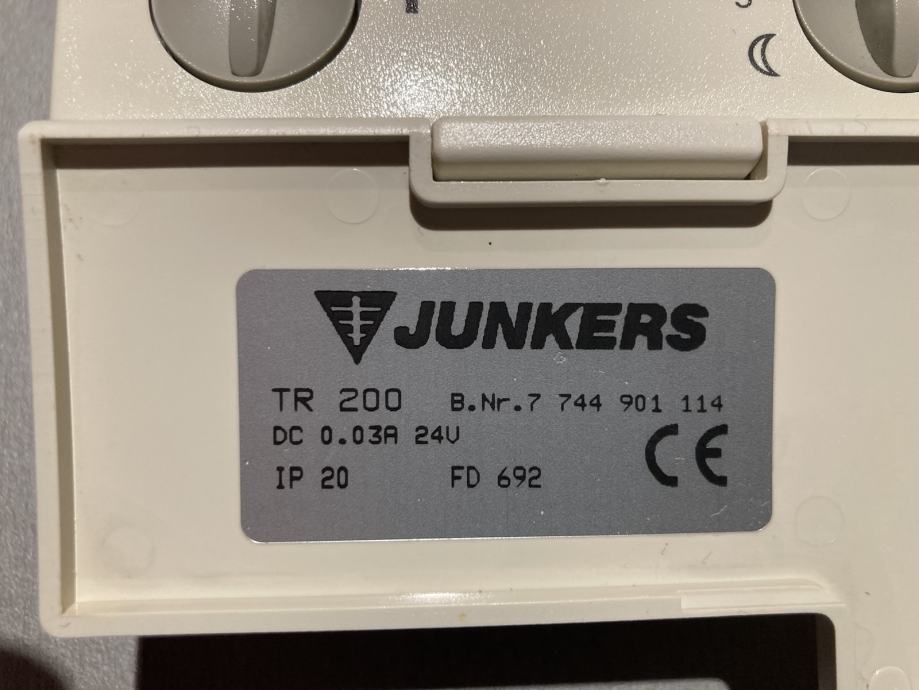 JUNKERS
TR 200 B.Nr.7 744 901 114
DC 0.03A 24V
IP 20 FD 692
CE